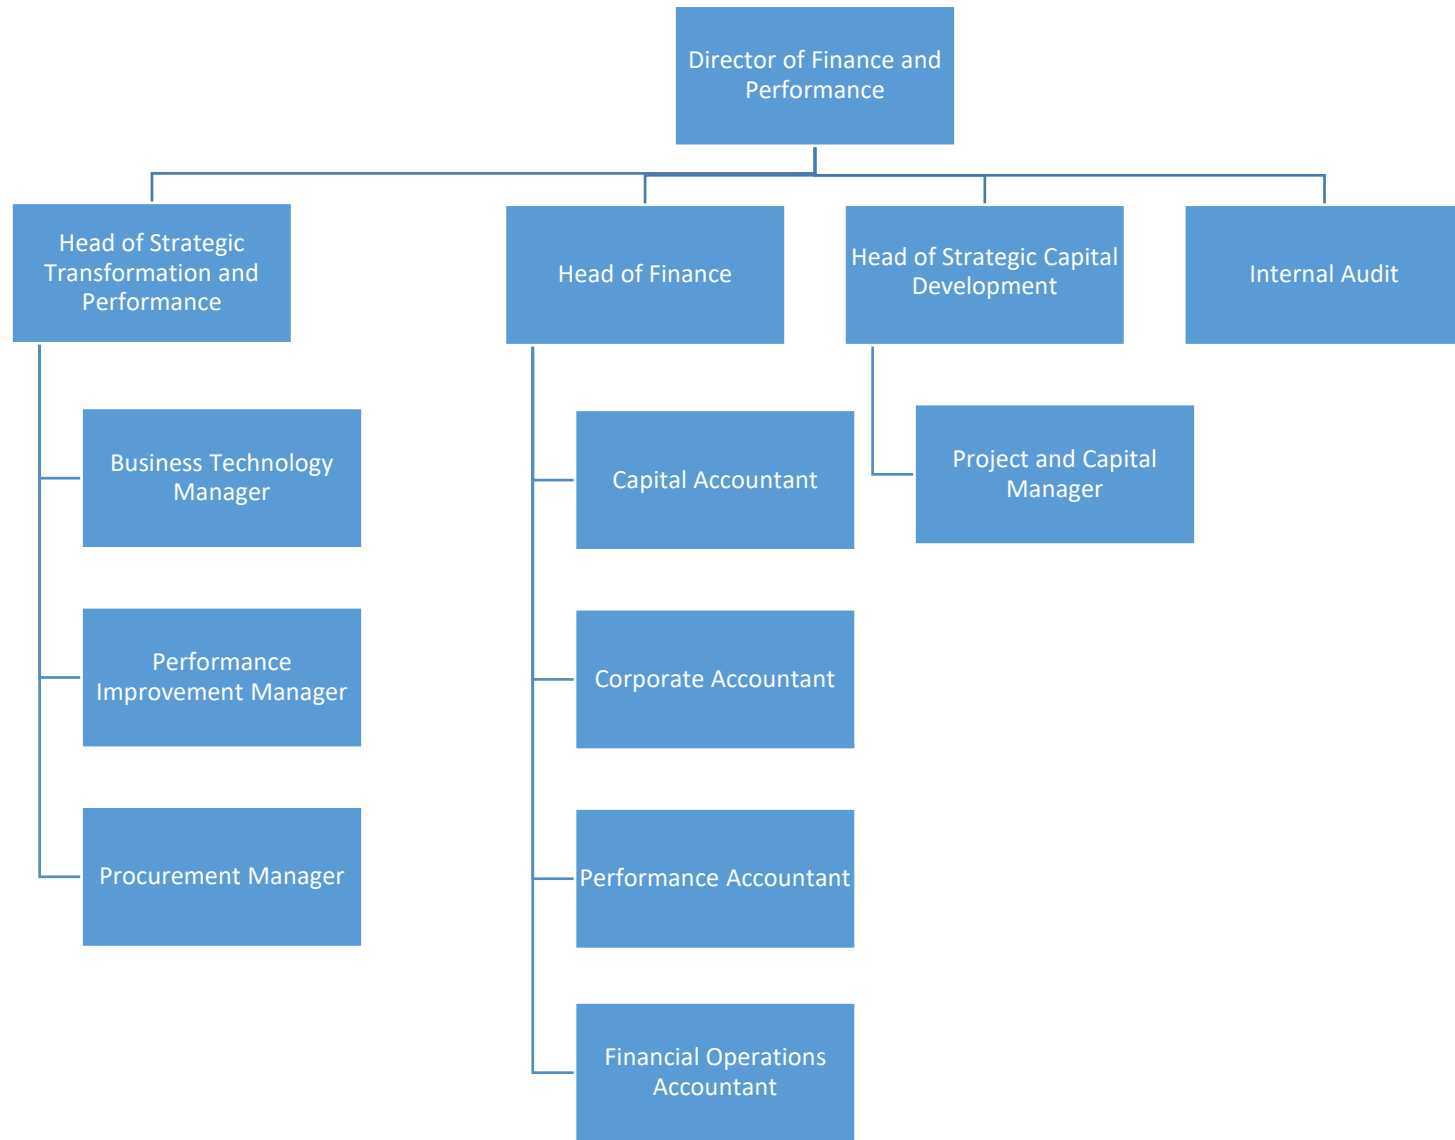 Director of Finance and
Performance
Head of Strategic
Transformation and
Performance
Head of Finance
Head of Strategic Capital
Development
Internal Audit
Business Technology
Manager
Capital Accountant
Project and Capital
Manager
Performance
Improvement Manager
Corporate Accountant
Procurement Manager
Performance Accountant
Financial Operations
Accountant